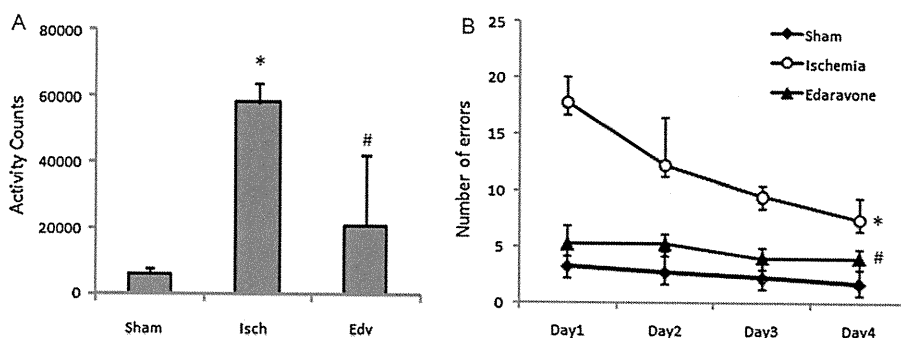 A
Activity Counts
80000
60000
40000
20000
0
*
#
Sham
Isch
Edv
B
Number of errors
25
20
15
10
5
0
Sham
Ischemia
Edaravone
*
#
Day1
Day2
Day3
Day4